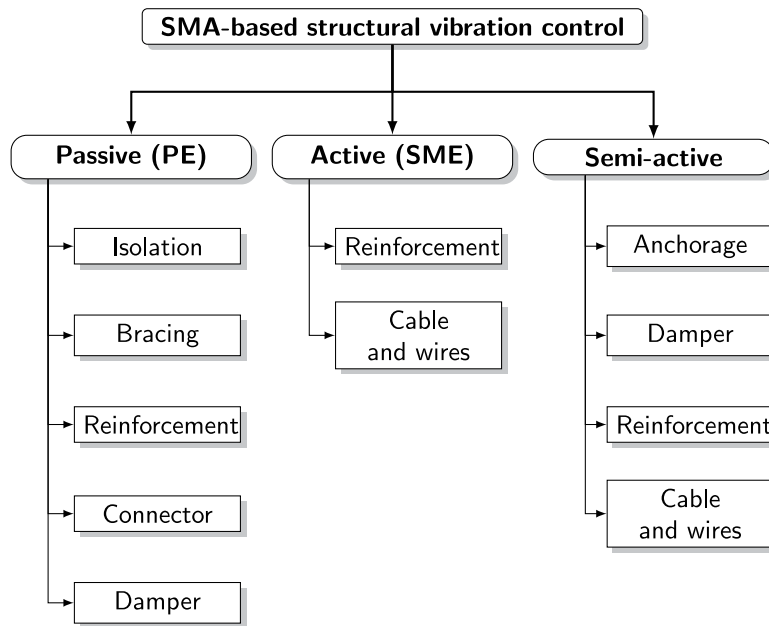 SMA-based structural vibration control
Passive (PE)
Isolation
Bracing
Reinforcement
Connector
Damper
Active (SME)
Reinforcement
Cable
and wires
Semi-active
Anchorage
Damper
Reinforcement
Cable
and wires